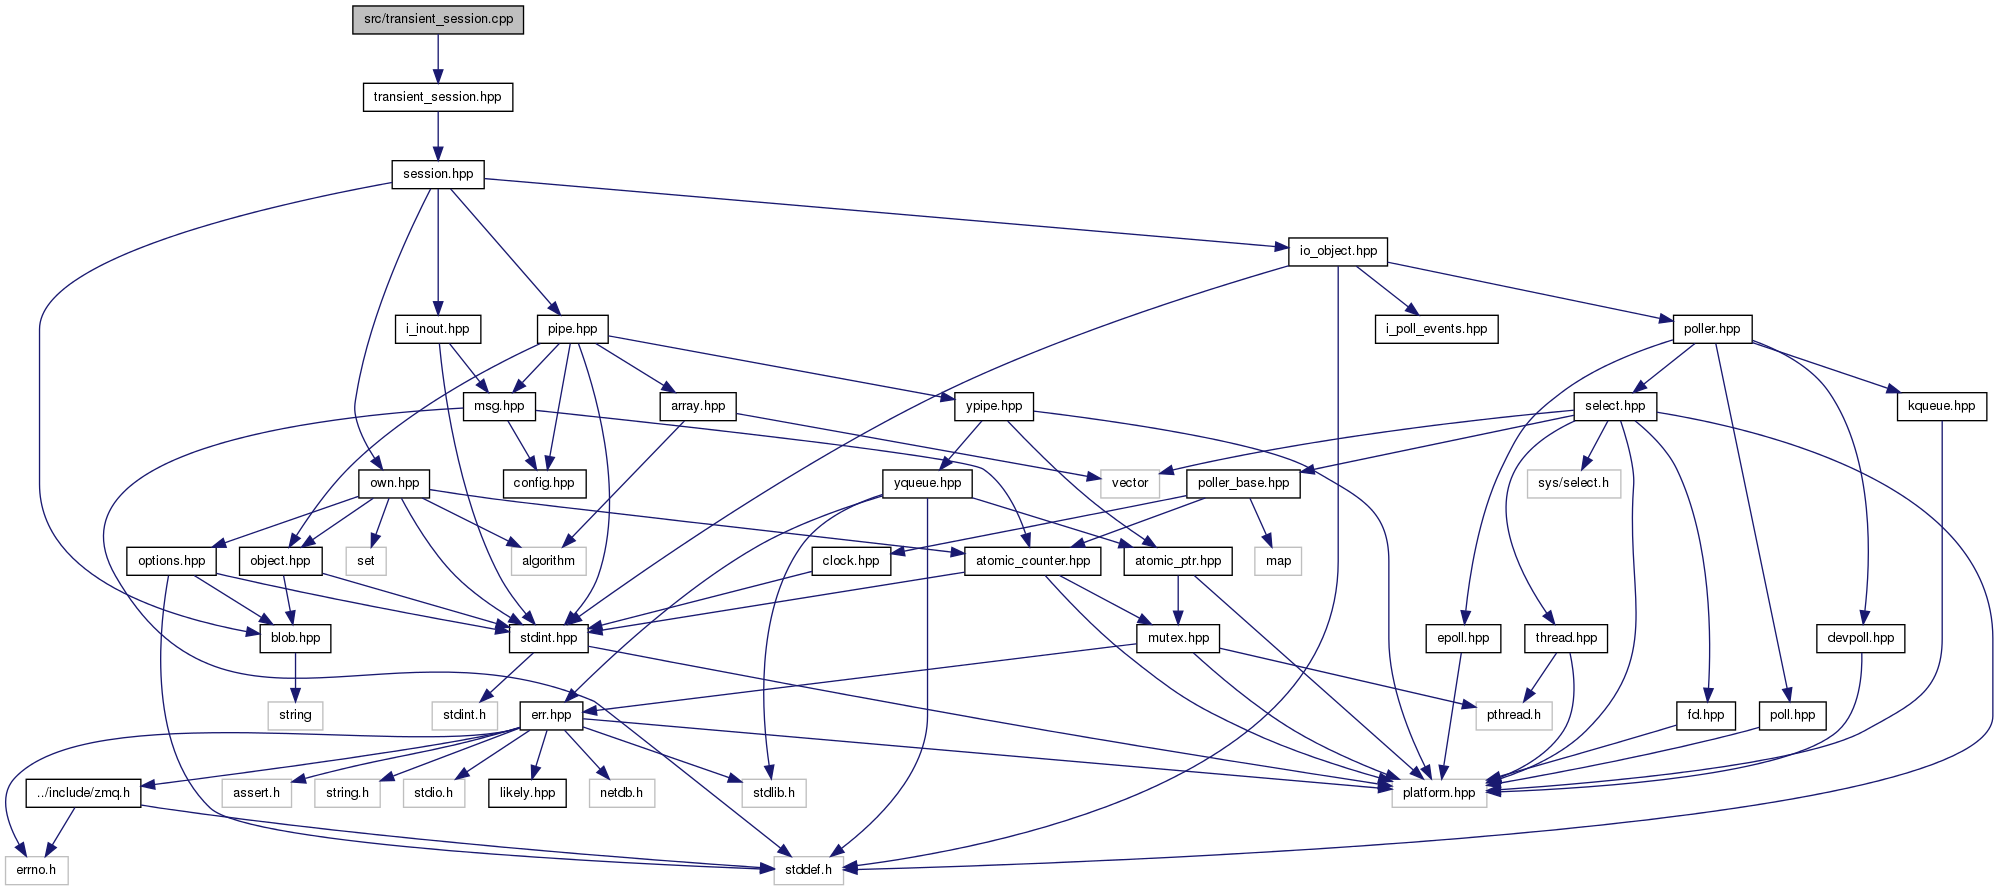 src/transient_session.cpp
transient_session.hpp
session.hpp
io_object.hpp
i_inout.hpp
pipe.hpp
i_poll_events.hpp
poller.hpp
msg.hpp
array.hpp
ypipe.hpp
select.hpp
kqueue.hpp
own.hpp
config.hpp
yqueue.hpp
vector
poller_base.hpp
sys/select.h
options.hpp
object.hpp
set
algorithm
clock.hpp
atomic_counter.hpp
atomic_ptr.hpp
map
blob.hpp
stdint.hpp
mutex.hpp
epoll.hpp
thread.hpp
devpoll.hpp
string
stdint.h
err.hpp
pthread.h
fd.hpp
poll.hpp
../include/zmq.h
assert.h
string.h
stdio.h
likely.hpp
netdb.h
stdlib.h
platform.hpp
errno.h
stddef.h